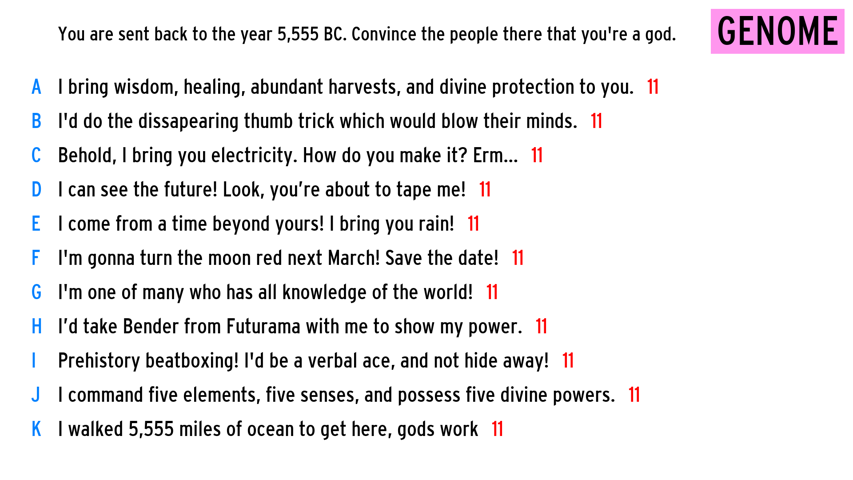 You are sent back to the year 5,555 BC. Convince the people there that you're a god.
GENOME
A I bring wisdom, healing, abundant harvests, and divine protection to you. 11
B I'd do the dissapearing thumb trick which would blow their minds. 11
C Behold, I bring you electricity. How do you make it? Erm... 11
D I can see the future! Look, you’re about to tape me! 11
E I come from a time beyond yours! I bring you rain! 11
F I'm gonna turn the moon red next March! Save the date! 11
G I'm one of many who has all knowledge of the world! 11
H I’d take Bender from Futurama with me to show my power. 11
I Prehistory beatboxing! I'd be a verbal ace, and not hide away! 11
J I command five elements, five senses, and possess five divine powers. 11
K I walked 5,555 miles of ocean to get here, gods work 11